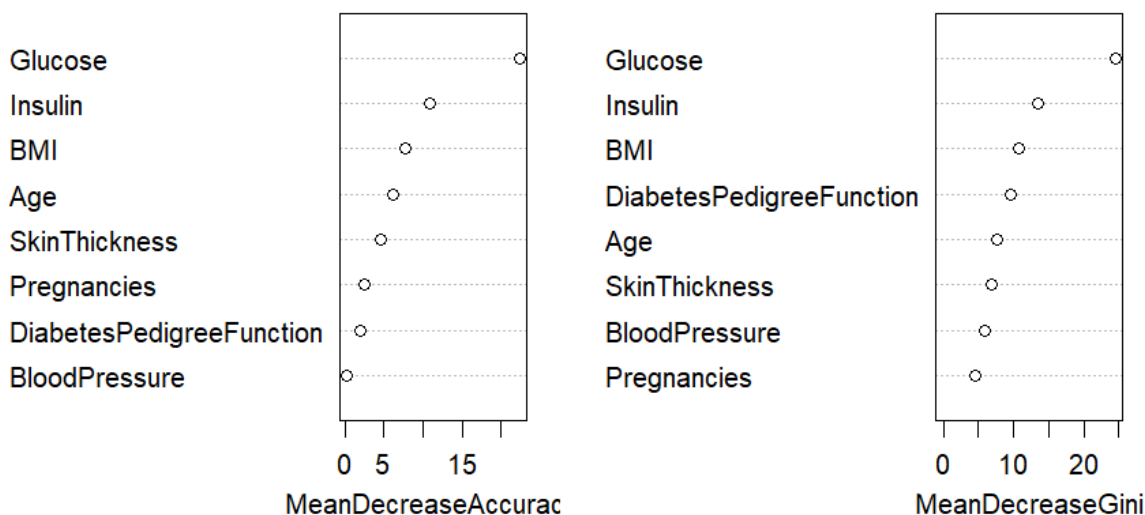 Glucose
Insulin
BMI
Age
SkinThickness
Pregnancies
DiabetesPedigreeFunction
BloodPressure
0 5 15
MeanDecreaseAccurac
Glucose
Insulin
BMI
DiabetesPedigreeFunction
Age
SkinThickness
BloodPressure
Pregnancies
0 10 20
MeanDecreaseGini